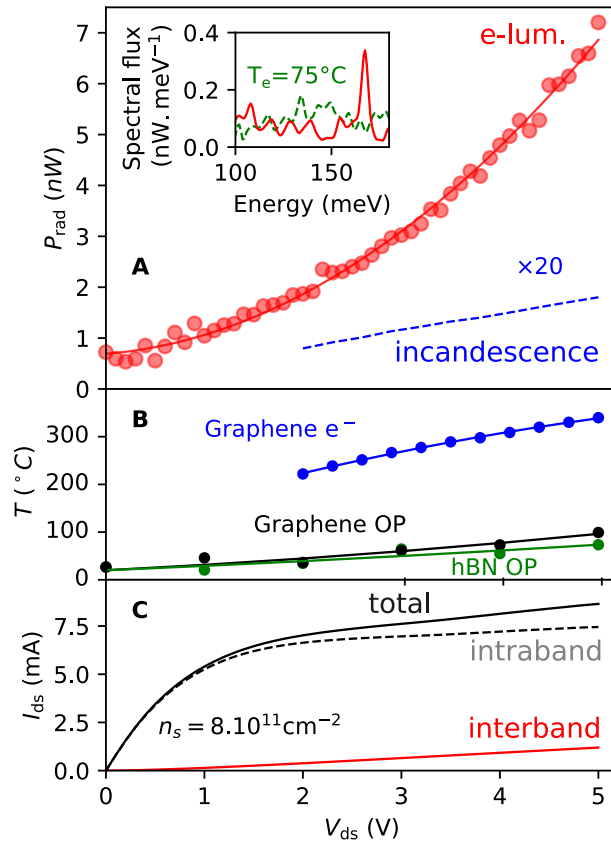 7
6
5
4
3
2
1
0
P_rad (nW)
e-lum.
0.4
0.2
0.0
Spectral flux
(nW. meV⁻¹)
T_e=75°C
100
150
Energy (meV)
A
×20
incandescence
300
200
100
0
T (°C)
B
Graphene e⁻
Graphene OP
hBN OP
C
7.5
5.0
2.5
0.0
I_ds (mA)
total
intraband
n_s = 8.10¹¹cm⁻²
interband
0
1
2
3
4
5
V_ds (V)